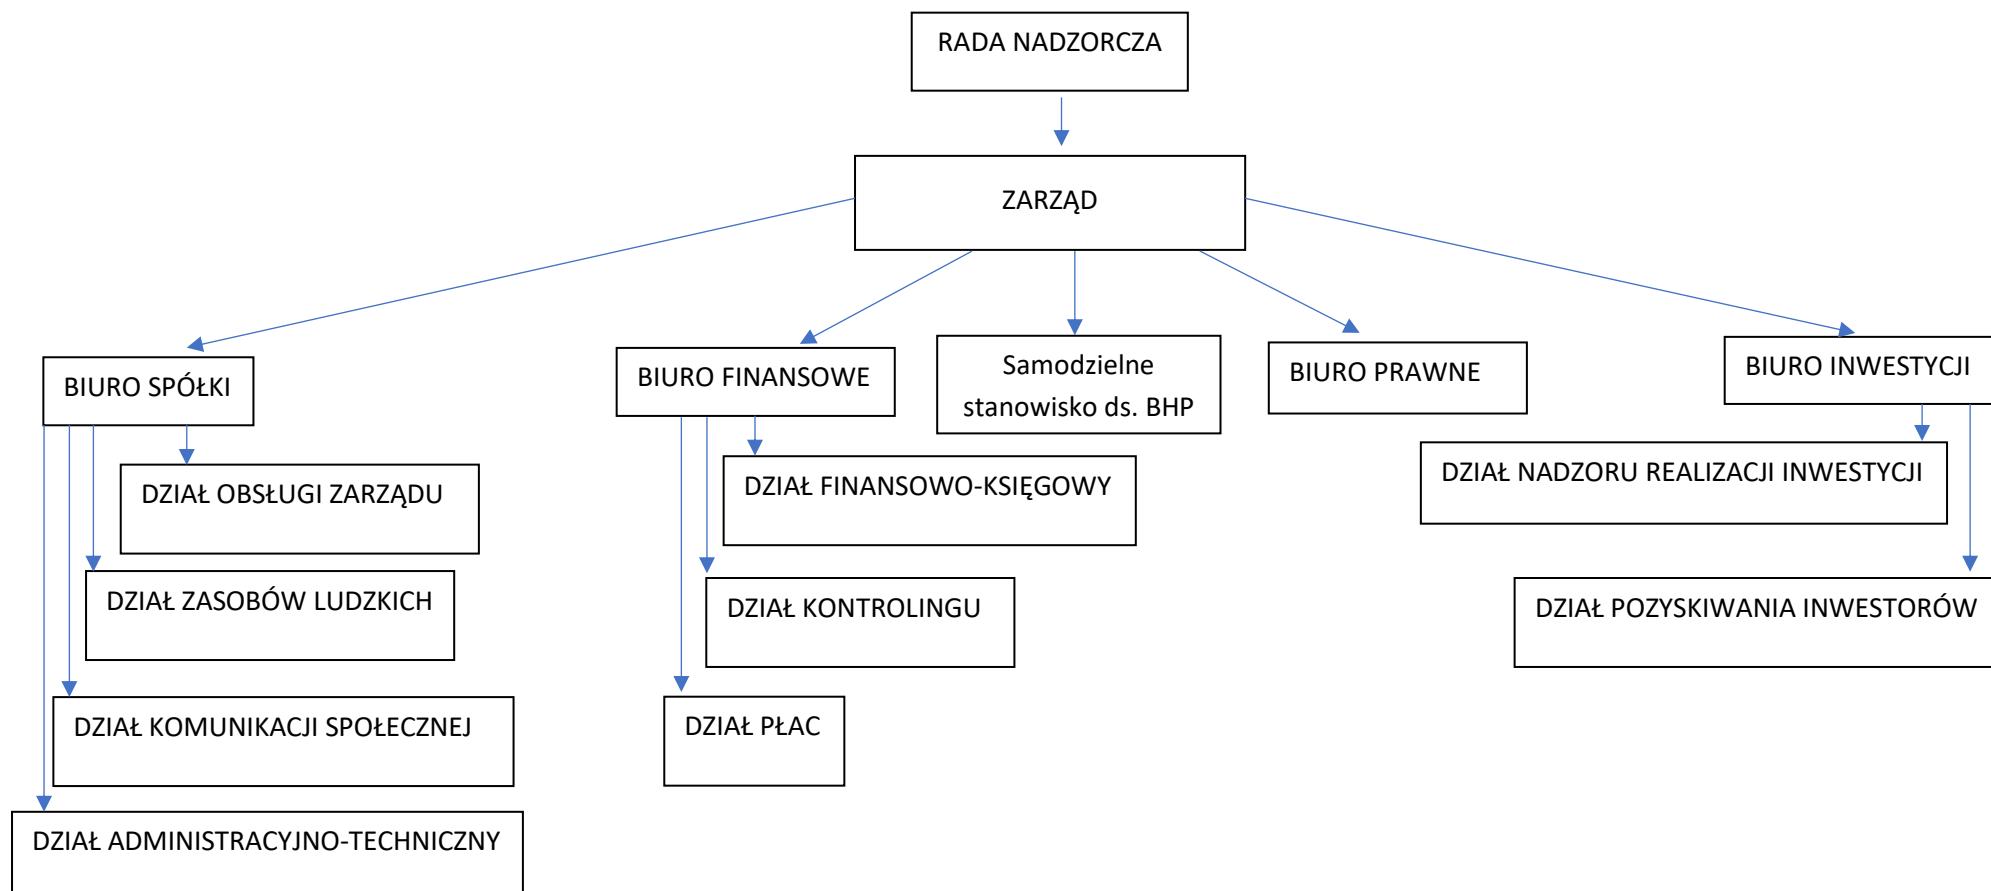 RADA NADZORCZA
ZARZĄD
BIURO SPÓŁKI
BIURO FINANSOWE
Samodzielne
stanowisko ds. BHP
BIURO PRAWNE
BIURO INWESTYCJI
DZIAŁ OBSŁUGI ZARZĄDU
DZIAŁ FINANSOWO-KSIĘGOWY
DZIAŁ NADZORU REALIZACJI INWESTYCJI
DZIAŁ ZASOBÓW LUDZKICH
DZIAŁ KONTROLINGU
DZIAŁ POZYSKIWANIA INWESTORÓW
DZIAŁ KOMUNIKACJI SPOŁECZNEJ
DZIAŁ PŁAC
DZIAŁ ADMINISTRACYJNO-TECHNICZNY